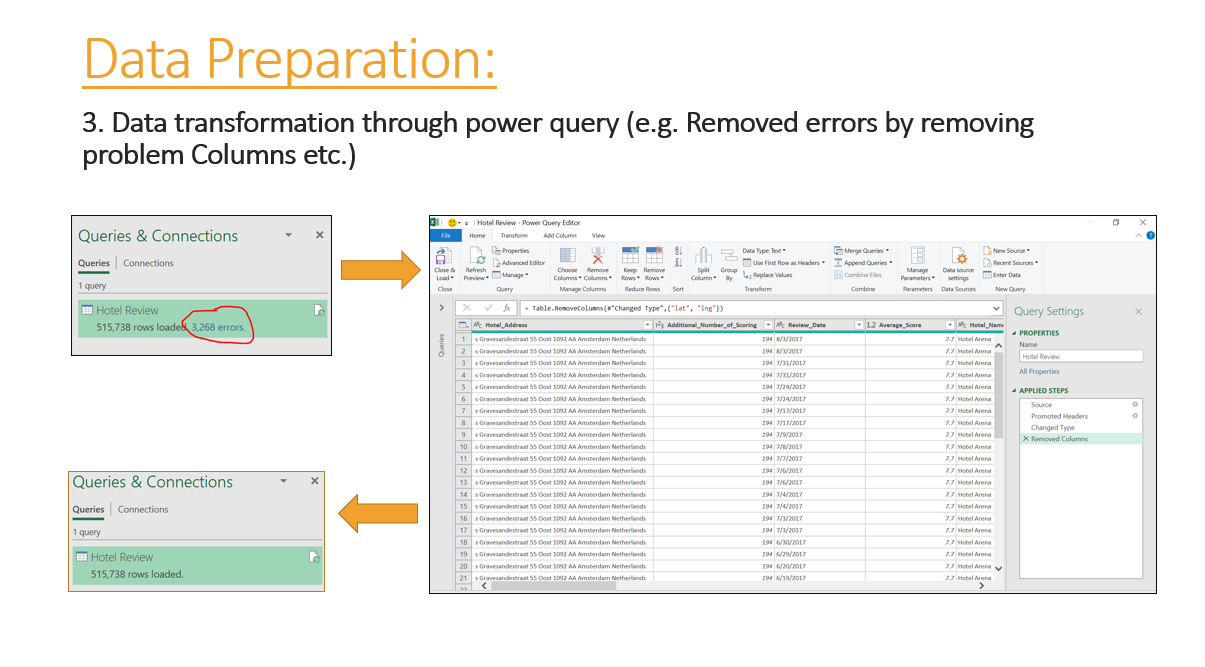 Data Preparation:
3. Data transformation through power query (e.g. Removed errors by removing
problem Columns etc.)
Queries & Connections
Queries | Connections
1 query
Hotel Review
515,738 rows loaded. 3,268 errors.
Hotel Review - Power Query Editor
File Home Transform Add Column View
Close & Load
Refresh Preview
Properties
Advanced Editor
Manage
Choose Columns
Remove Columns
Keep Rows
Remove Rows
Split Column
Group By
Data Type: Text
Use First Row as Headers
Replace Values
Merge Queries
Append Queries
Combine Files
Manage Parameters
Data source settings
New Source
Recent Sources
Enter Data
Close Query Manage Columns Reduce Rows Sort Transform Combine Parameters Data Sources New Query
Queries
fx = Table.RemoveColumns(#"Changed Type",{"lat", "lng"})
Hotel_Address Additional_Number_of_Scoring Review_Date Average_Score Hotel_Name
1 s Gravesandestraat 55 Oost 1092 AA Amsterdam Netherlands 194 8/3/2017 7.7 Hotel Arena
2 s Gravesandestraat 55 Oost 1092 AA Amsterdam Netherlands 194 8/3/2017 7.7 Hotel Arena
3 s Gravesandestraat 55 Oost 1092 AA Amsterdam Netherlands 194 7/31/2017 7.7 Hotel Arena
4 s Gravesandestraat 55 Oost 1092 AA Amsterdam Netherlands 194 7/31/2017 7.7 Hotel Arena
5 s Gravesandestraat 55 Oost 1092 AA Amsterdam Netherlands 194 7/24/2017 7.7 Hotel Arena
6 s Gravesandestraat 55 Oost 1092 AA Amsterdam Netherlands 194 7/24/2017 7.7 Hotel Arena
7 s Gravesandestraat 55 Oost 1092 AA Amsterdam Netherlands 194 7/17/2017 7.7 Hotel Arena
8 s Gravesandestraat 55 Oost 1092 AA Amsterdam Netherlands 194 7/17/2017 7.7 Hotel Arena
9 s Gravesandestraat 55 Oost 1092 AA Amsterdam Netherlands 194 7/9/2017 7.7 Hotel Arena
10 s Gravesandestraat 55 Oost 1092 AA Amsterdam Netherlands 194 7/8/2017 7.7 Hotel Arena
11 s Gravesandestraat 55 Oost 1092 AA Amsterdam Netherlands 194 7/7/2017 7.7 Hotel Arena
12 s Gravesandestraat 55 Oost 1092 AA Amsterdam Netherlands 194 7/6/2017 7.7 Hotel Arena
13 s Gravesandestraat 55 Oost 1092 AA Amsterdam Netherlands 194 7/6/2017 7.7 Hotel Arena
14 s Gravesandestraat 55 Oost 1092 AA Amsterdam Netherlands 194 7/4/2017 7.7 Hotel Arena
15 s Gravesandestraat 55 Oost 1092 AA Amsterdam Netherlands 194 7/4/2017 7.7 Hotel Arena
16 s Gravesandestraat 55 Oost 1092 AA Amsterdam Netherlands 194 7/3/2017 7.7 Hotel Arena
17 s Gravesandestraat 55 Oost 1092 AA Amsterdam Netherlands 194 7/3/2017 7.7 Hotel Arena
18 s Gravesandestraat 55 Oost 1092 AA Amsterdam Netherlands 194 6/30/2017 7.7 Hotel Arena
19 s Gravesandestraat 55 Oost 1092 AA Amsterdam Netherlands 194 6/29/2017 7.7 Hotel Arena
20 s Gravesandestraat 55 Oost 1092 AA Amsterdam Netherlands 194 6/20/2017 7.7 Hotel Arena
21 s Gravesandestraat 55 Oost 1092 AA Amsterdam Netherlands 194 6/19/2017 7.7 Hotel Arena
Query Settings
PROPERTIES
Name
Hotel Review
All Properties
APPLIED STEPS
Source
Promoted Headers
Changed Type
Removed Columns
Queries & Connections
Queries | Connections
1 query
Hotel Review
515,738 rows loaded.